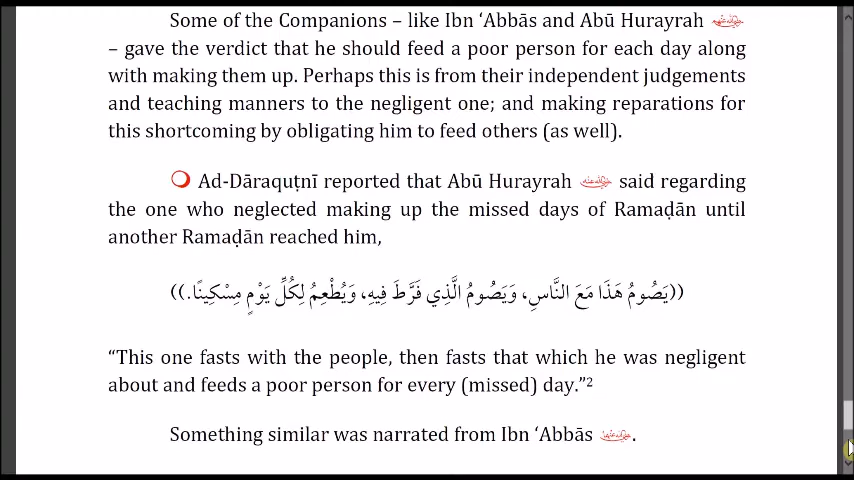 Some of the Companions – like Ibn ‘Abbās and Abū Hurayrah
– gave the verdict that he should feed a poor person for each day along
with making them up. Perhaps this is from their independent judgements
and teaching manners to the negligent one; and making reparations for
this shortcoming by obligating him to feed others (as well).
Ad-Dāraquṭnī reported that Abū Hurayrah said regarding
the one who neglected making up the missed days of Ramaḍān until
another Ramaḍān reached him,
((يَصُومُ هَذَا مَعَ النَّاسِ، وَيَصُومُ الَّذِي فَرَّطَ فِيهِ، وَيُطْعِمُ لِكُلِّ يَوْمٍ مِسْكِينًا.))
“This one fasts with the people, then fasts that which he was negligent
about and feeds a poor person for every (missed) day.”²
Something similar was narrated from Ibn ‘Abbās .